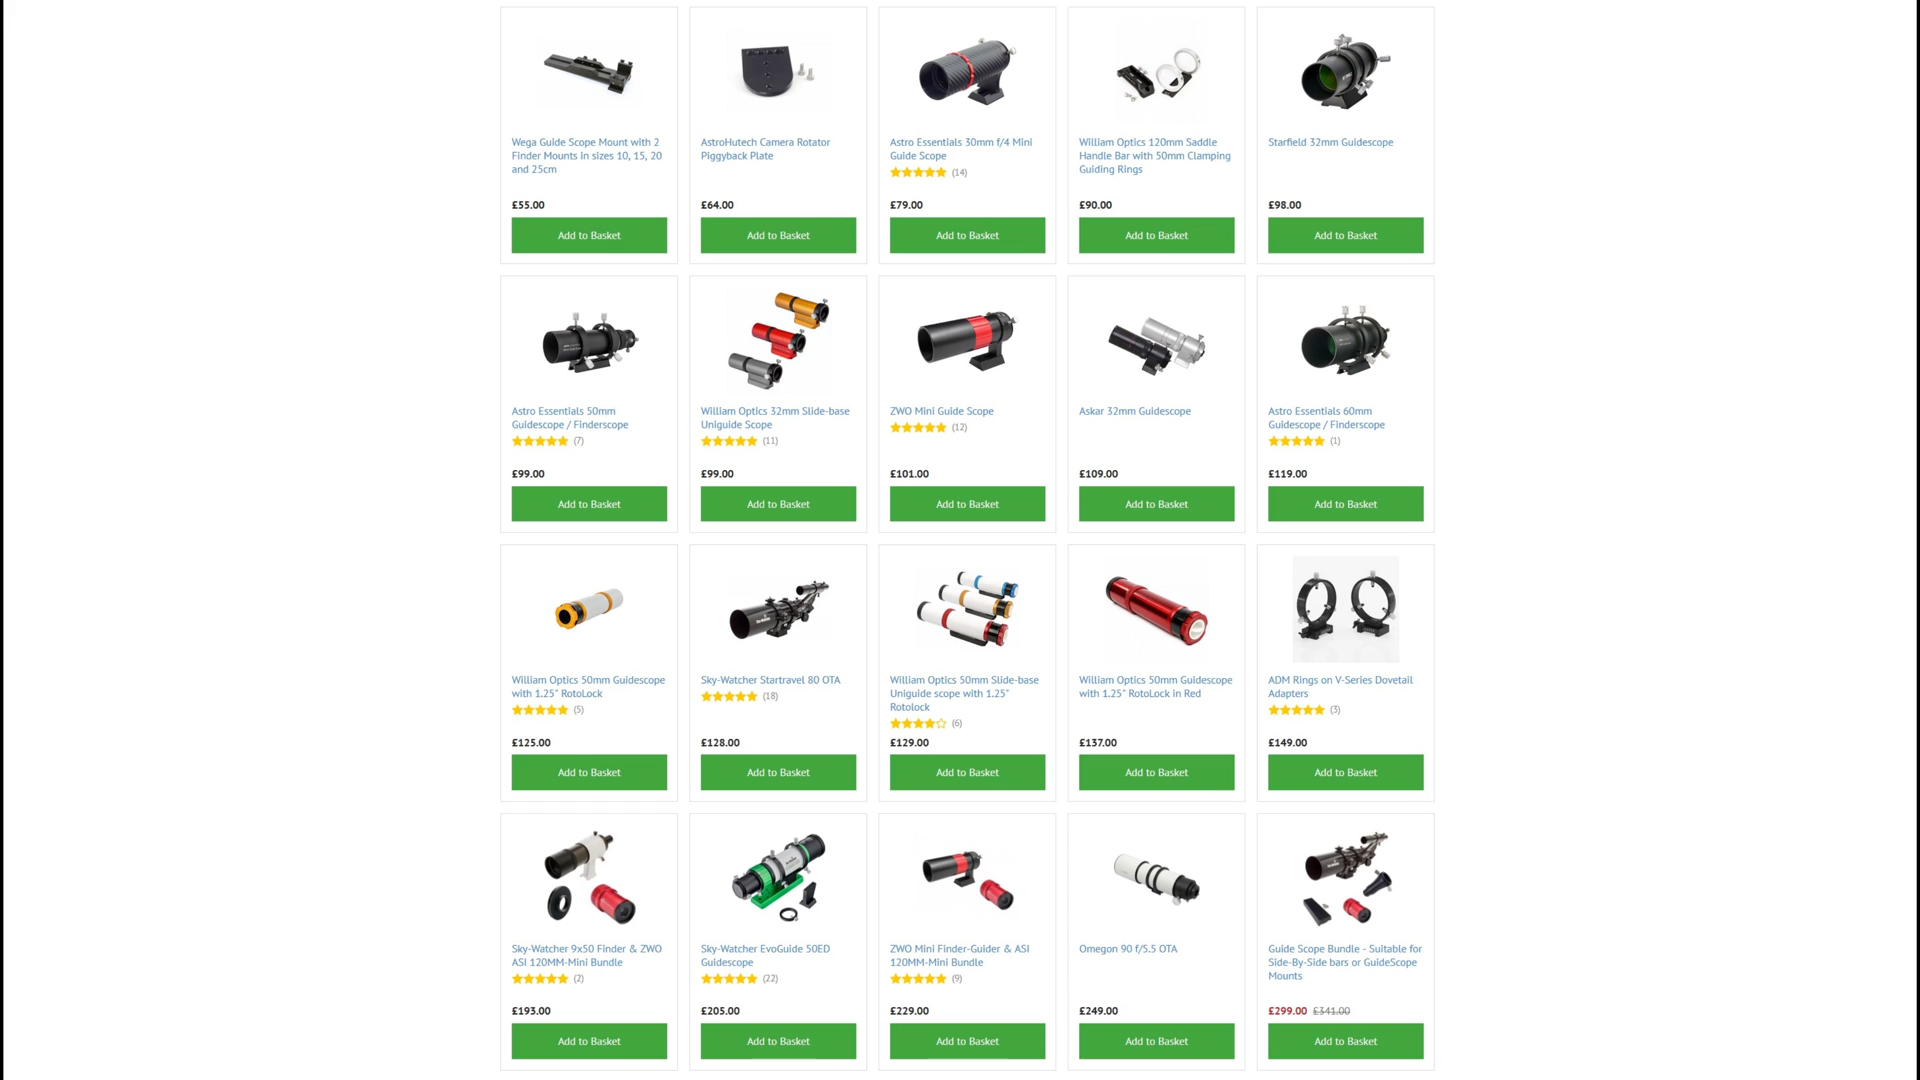 Wega Guide Scope Mount with 2
Finder Mounts in sizes 10, 15, 20
and 25cm
£55.00
Add to Basket
AstroHutech Camera Rotator
Piggyback Plate
£64.00
Add to Basket
Astro Essentials 30mm f/4 Mini
Guide Scope
(14)
£79.00
Add to Basket
William Optics 120mm Saddle
Handle Bar with 50mm Clamping
Guiding Rings
£90.00
Add to Basket
Starfield 32mm Guidescope
£98.00
Add to Basket
Astro Essentials 50mm
Guidescope / Finderscope
(7)
£99.00
Add to Basket
William Optics 32mm Slide-base
Uniguide Scope
(11)
£99.00
Add to Basket
ZWO Mini Guide Scope
(12)
£101.00
Add to Basket
Askar 32mm Guidescope
£109.00
Add to Basket
Astro Essentials 60mm
Guidescope / Finderscope
(1)
£119.00
Add to Basket
William Optics 50mm Guidescope
with 1.25" RotoLock
(5)
£125.00
Add to Basket
Sky-Watcher Startravel 80 OTA
(18)
£128.00
Add to Basket
William Optics 50mm Slide-base
Uniguide scope with 1.25"
Rotolock
(6)
£129.00
Add to Basket
William Optics 50mm Guidescope
with 1.25" RotoLock in Red
£137.00
Add to Basket
ADM Rings on V-Series Dovetail
Adapters
(3)
£149.00
Add to Basket
Sky-Watcher 9x50 Finder & ZWO
ASI 120MM-Mini Bundle
(2)
£193.00
Add to Basket
Sky-Watcher EvoGuide 50ED
Guidescope
(22)
£205.00
Add to Basket
ZWO Mini Finder-Guider & ASI
120MM-Mini Bundle
(9)
£229.00
Add to Basket
Omegon 90 f/5.5 OTA
£249.00
Add to Basket
Guide Scope Bundle - Suitable for
Side-By-Side bars or GuideScope
Mounts
£299.00 £341.00
Add to Basket